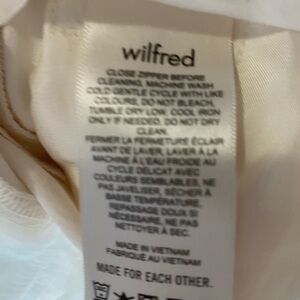 wilfred
CLOSE ZIPPER BEFORE
CLEANING, MACHINE WASH
COLD GENTLE CYCLE WITH LIKE
COLOURS, DO NOT BLEACH,
TUMBLE DRY LOW, COOL IRON
ONLY IF NEEDED, DO NOT DRY
CLEAN.
FERMER LA FERMETURE ÉCLAIR
AVANT DE LAVER, LAVER À LA
MACHINE À L'EAU FROIDE AU
CYCLE DÉLICAT AVEC
COULEURS SEMBLABLES, NE
PAS JAVELISER, SÉCHER À
BASSE TEMPÉRATURE,
REPASSAGE DOUX SI
NÉCESSAIRE, NE PAS
NETTOYER À SEC.
MADE IN VIETNAM
FABRIQUÉ AU VIETNAM
MADE FOR EACH OTHER.